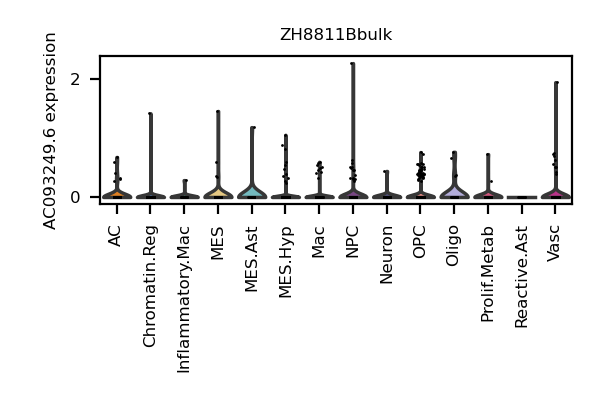 ZH8811Bbulk
AC093249.6 expression
2
0
AC
Chromatin.Reg
Inflammatory.Mac
MES
MES.Ast
MES.Hyp
Mac
NPC
Neuron
OPC
Oligo
Prolif.Metab
Reactive.Ast
Vasc